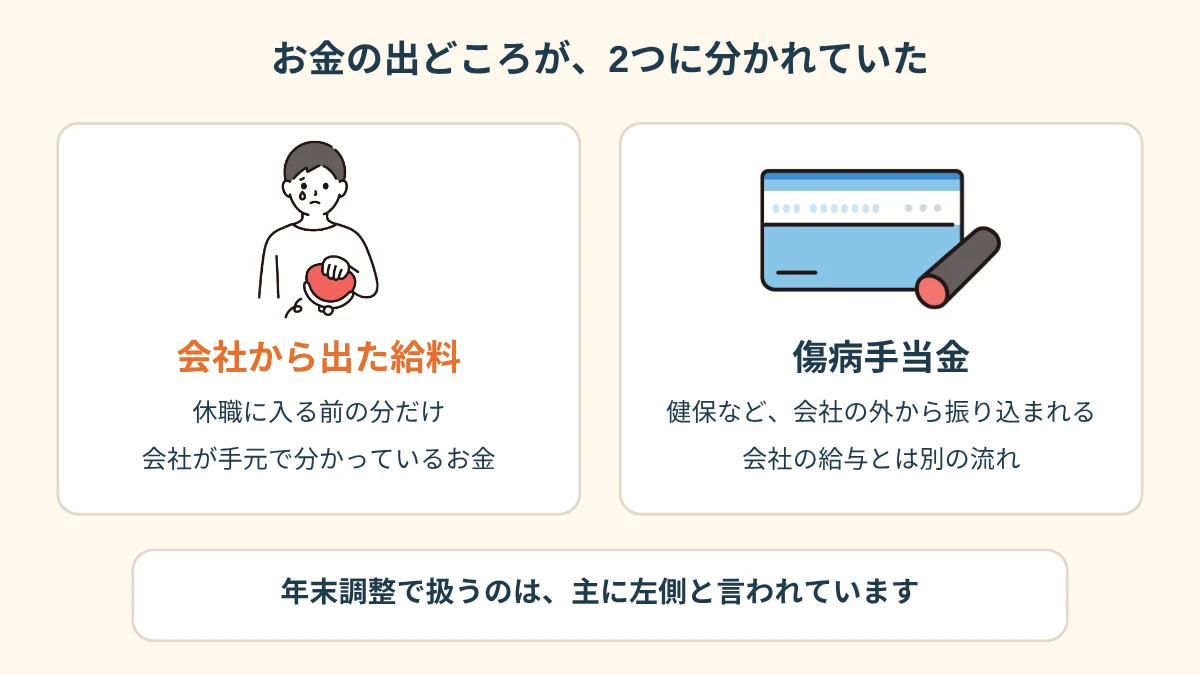 お金の出どころが、2つに分かれていた
会社から出た給料
休職に入る前の分だけ
会社が手元で分かっているお金
傷病手当金
健保など、会社の外から振り込まれる
会社の給与とは別の流れ
年末調整で扱うのは、主に左側と言われています